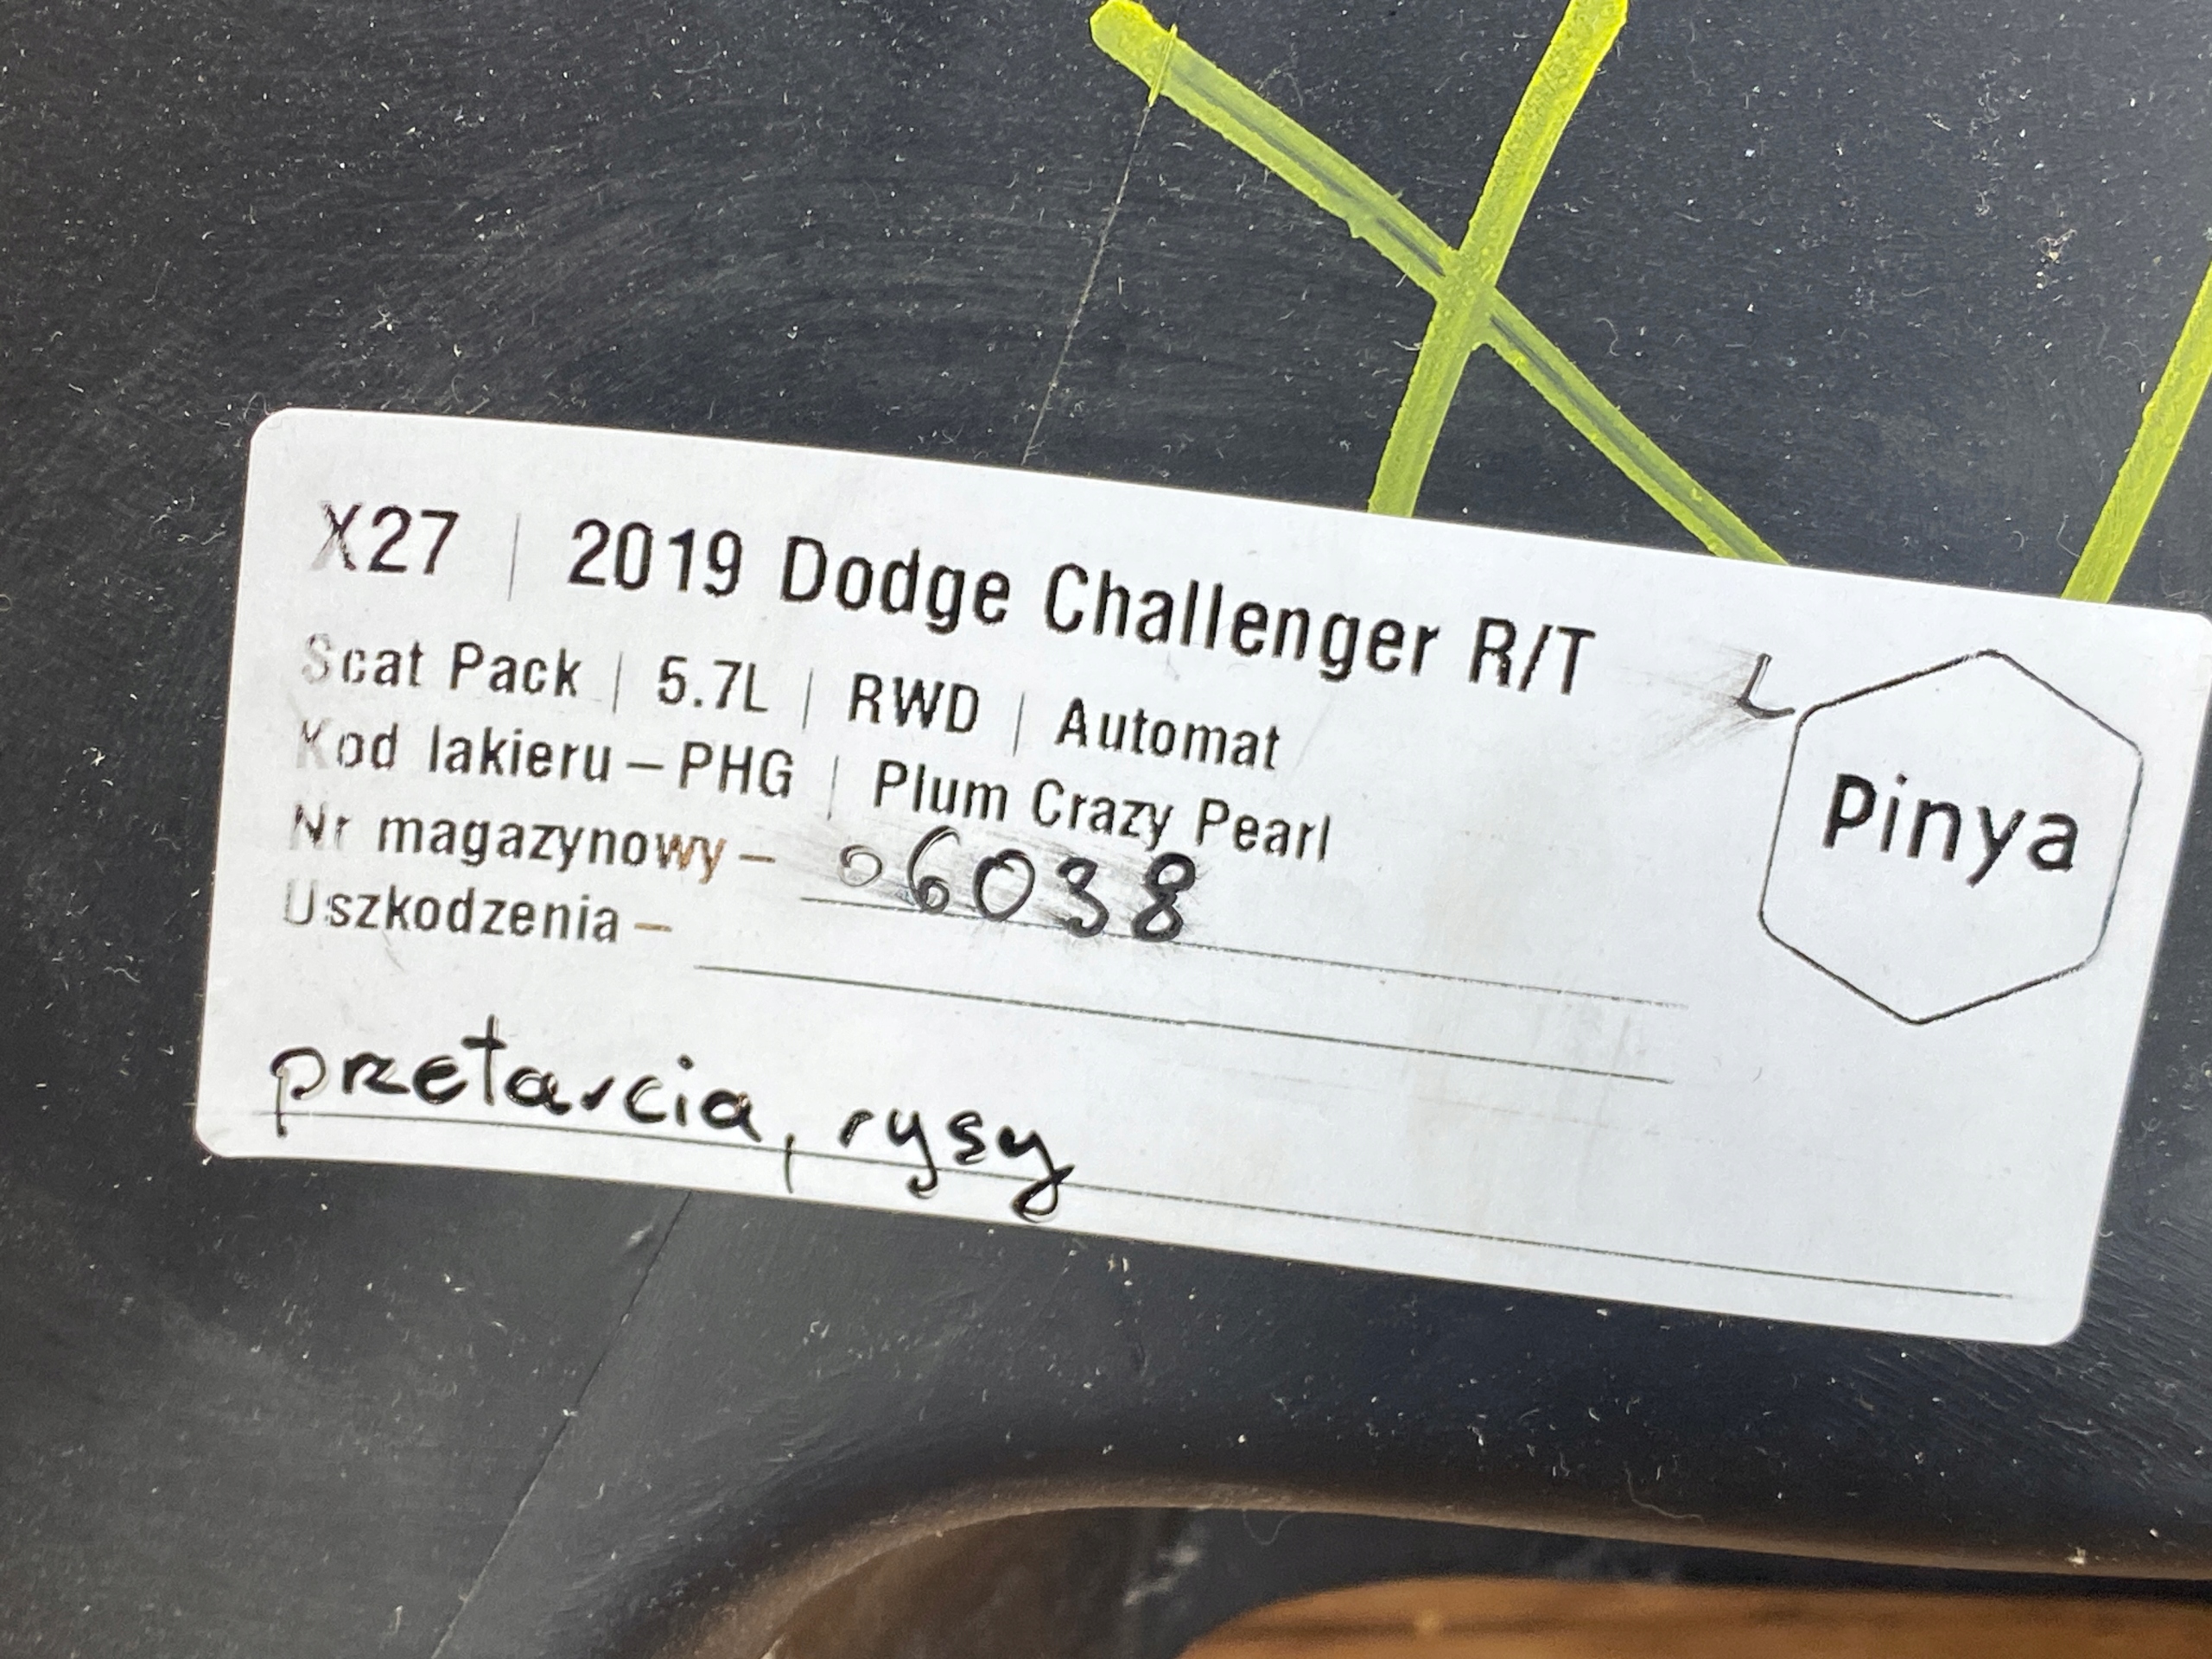 X27 | 2019 Dodge Challenger R/T
L
Scat Pack | 5.7L | RWD | Automat
Kod lakieru – PHG | Plum Crazy Pearl
Nr magazynowy – 06038
Uszkodzenia –
przetarcia, rysy
Pinya